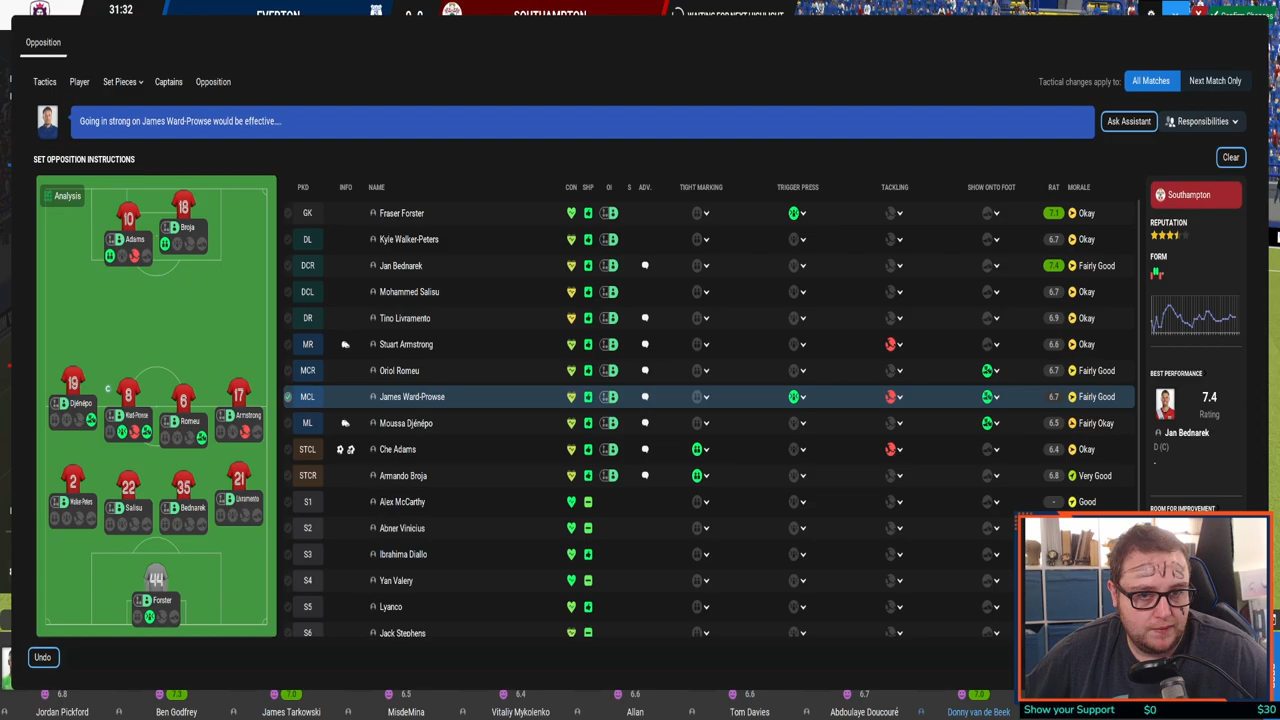 31:32
EVERTON
0 0
SOUTHAMPTON
WAITING FOR NEXT HIGHLIGHT
Confirm Changes
Opposition
Tactics
Player
Set Pieces
Captains
Opposition
Tactical changes apply to:
All Matches
Next Match Only
Going in strong on James Ward-Prowse would be effective....
Ask Assistant
Responsibilities
SET OPPOSITION INSTRUCTIONS
Clear
Analysis
10
Adams
18
Broja
19
Djénépo
8
Ward-Prowse
6
Romeu
17
Armstrong
2
Walker-Peters
22
Salisu
35
Bednarek
21
Livramento
44
Forster
PKD INFO NAME CON SHP OI S ADV. TIGHT MARKING TRIGGER PRESS TACKLING SHOW ONTO FOOT RAT MORALE
GK Fraser Forster 7.1 Okay
DL Kyle Walker-Peters 6.7 Okay
DCR Jan Bednarek 7.4 Fairly Good
DCL Mohammed Salisu 6.7 Okay
DR Tino Livramento 6.9 Okay
MR Stuart Armstrong 6.6 Okay
MCR Oriol Romeu 6.7 Fairly Good
MCL James Ward-Prowse 6.7 Fairly Good
ML Moussa Djénépo 6.5 Fairly Okay
STCL Che Adams 6.4 Okay
STCR Armando Broja 6.8 Very Good
S1 Alex McCarthy - Good
S2 Abner Vinicius
S3 Ibrahima Diallo
S4 Yan Valery
S5 Lyanco
S6 Jack Stephens
Southampton
REPUTATION
FORM
BEST PERFORMANCE
7.4
Rating
Jan Bednarek
D (C)
-
ROOM FOR IMPROVEMENT
Undo
6.8 7.3 7.0 6.5 6.4 6.6 6.6 6.7 7.0
Jordan Pickford Ben Godfrey James Tarkowski MisdeMina Vitaliy Mykolenko Allan Tom Davies Abdoulaye Doucouré Donny van de Beek
Show your Support $0 $30